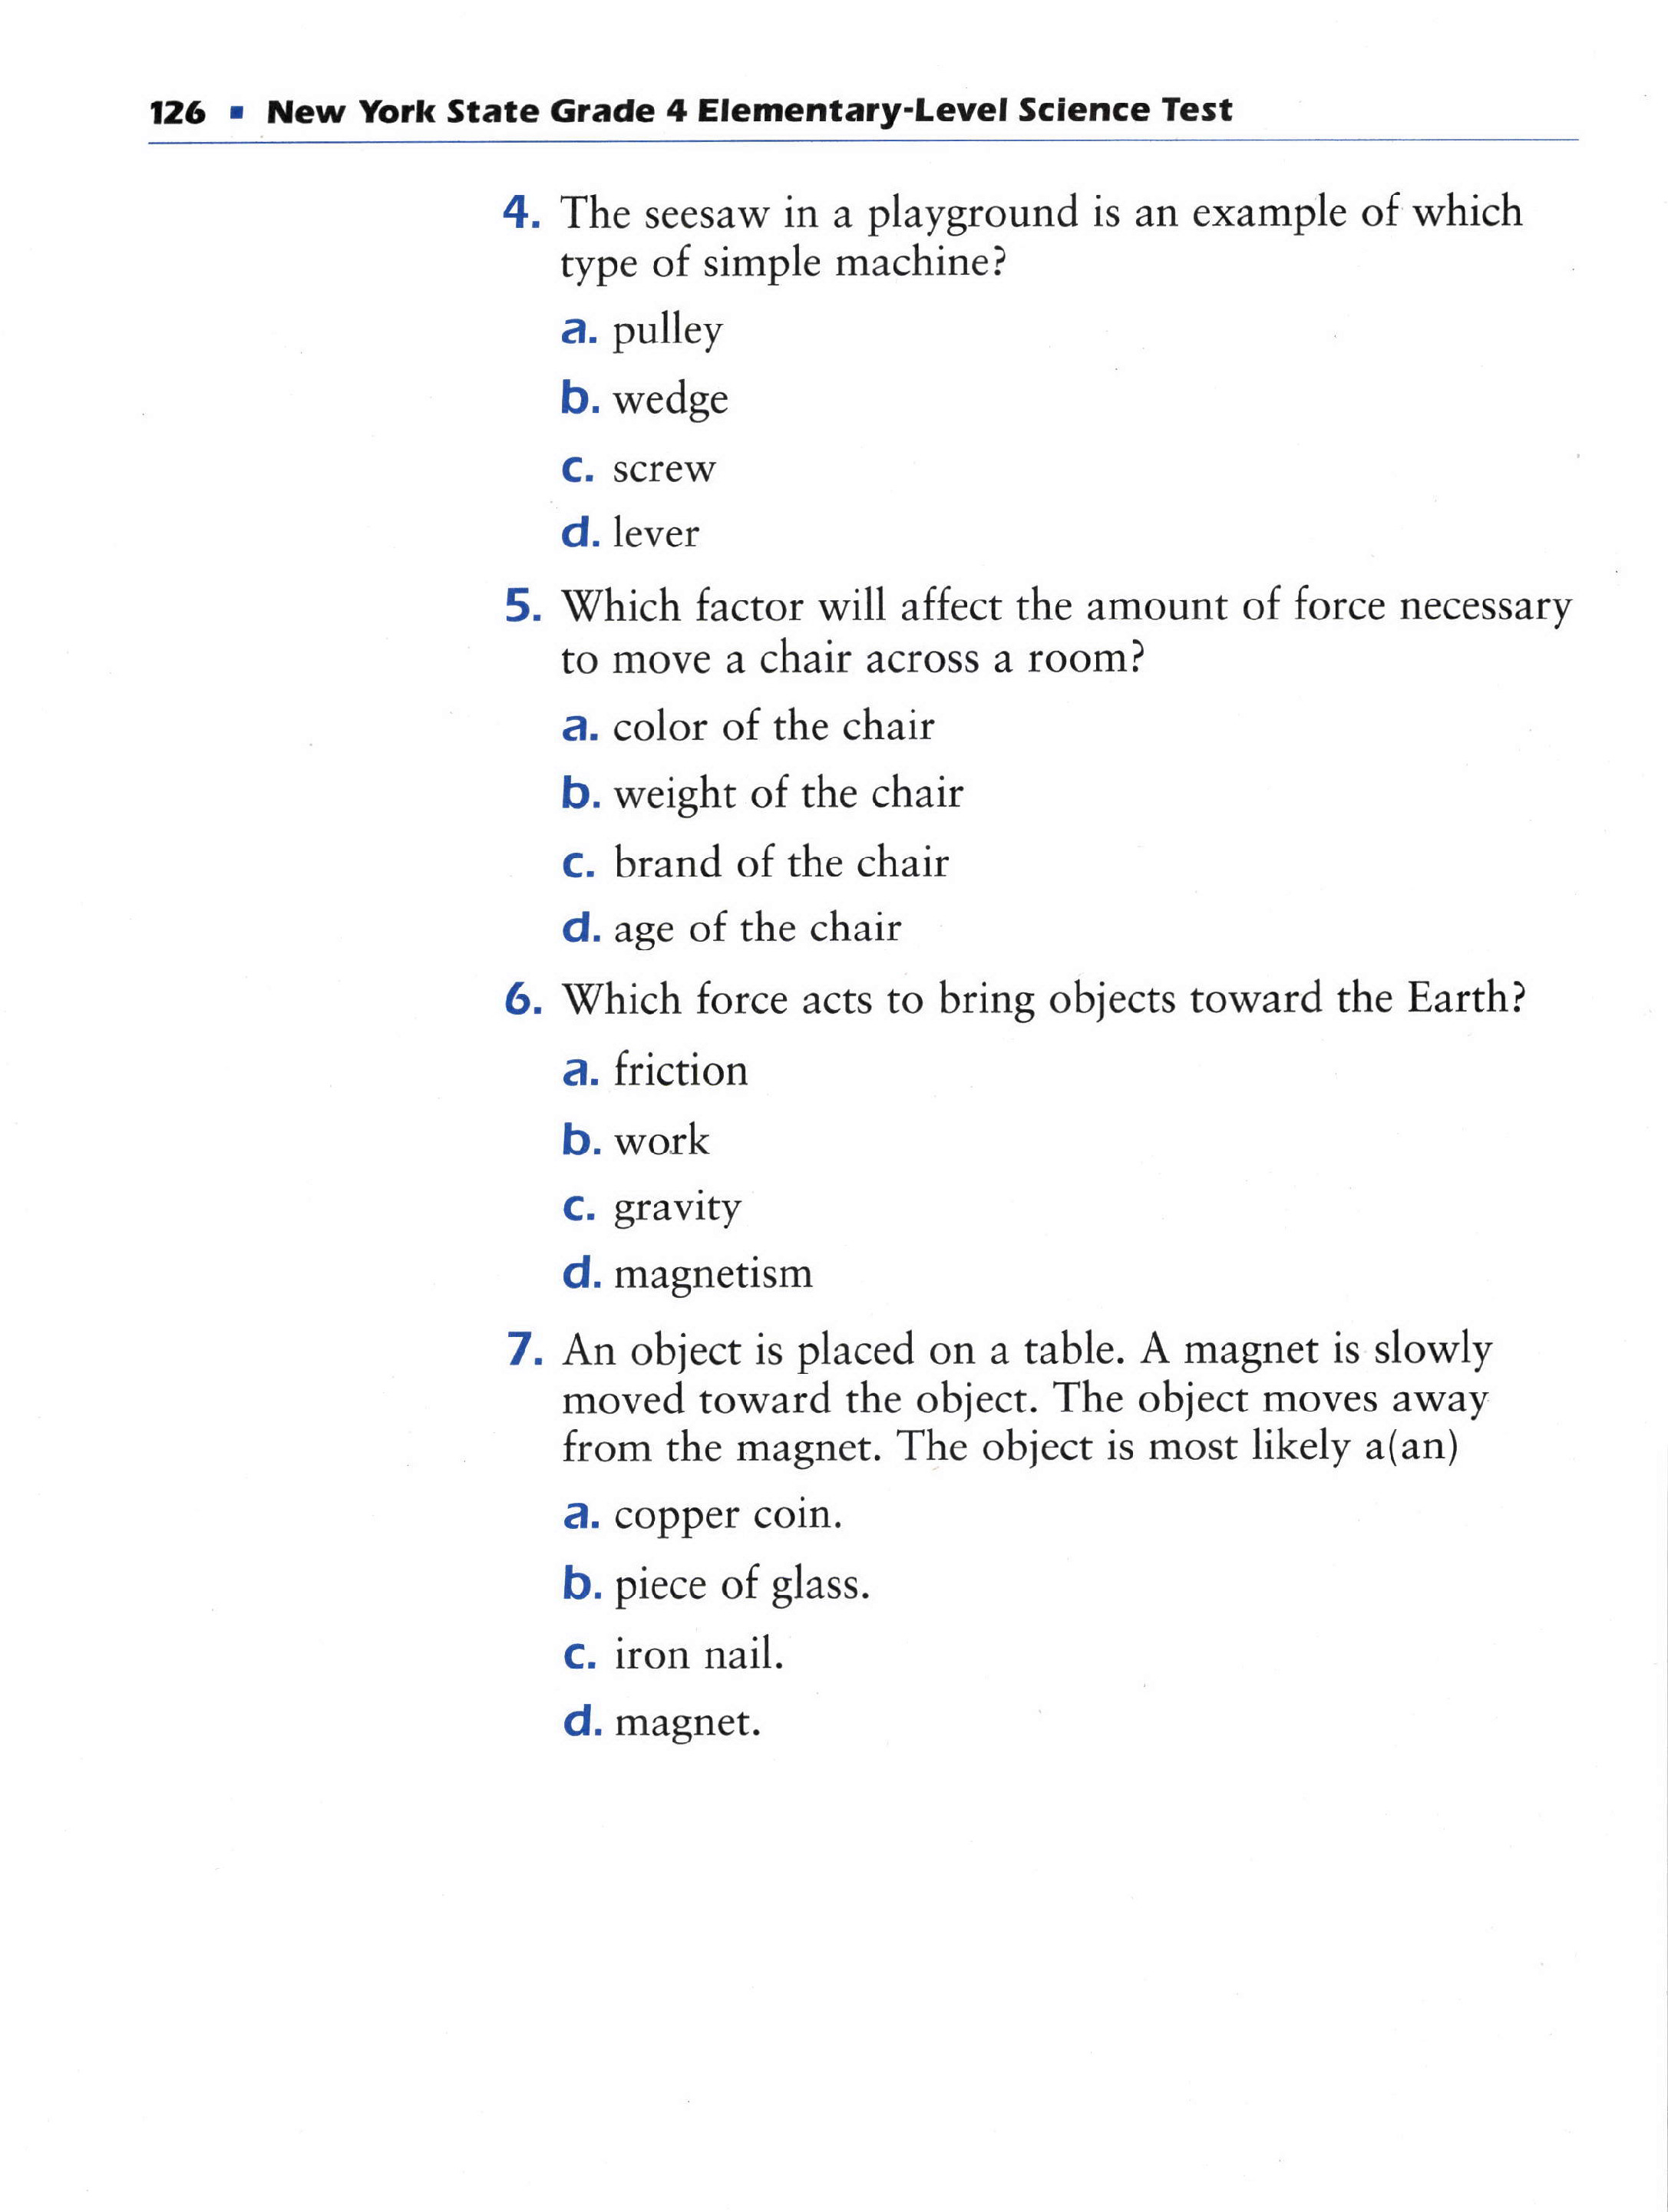 126 ▪ New York State Grade 4 Elementary-Level Science Test
4. The seesaw in a playground is an example of which
type of simple machine?
a. pulley
b. wedge
c. screw
d. lever
5. Which factor will affect the amount of force necessary
to move a chair across a room?
a. color of the chair
b. weight of the chair
c. brand of the chair
d. age of the chair
6. Which force acts to bring objects toward the Earth?
a. friction
b. work
c. gravity
d. magnetism
7. An object is placed on a table. A magnet is slowly
moved toward the object. The object moves away
from the magnet. The object is most likely a(an)
a. copper coin.
b. piece of glass.
c. iron nail.
d. magnet.